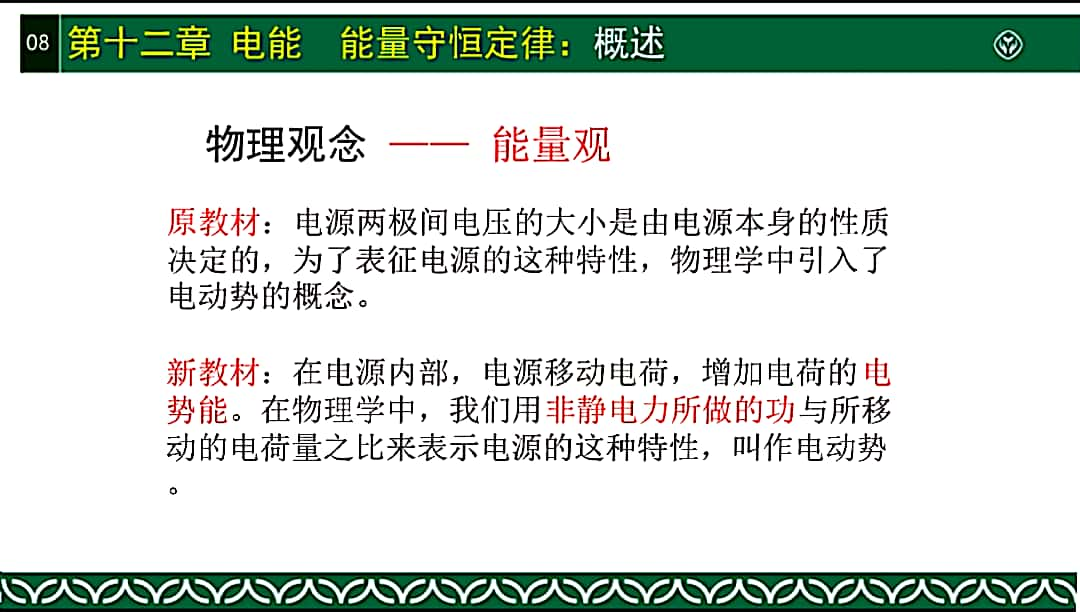 08 第十二章 电能 能量守恒定律：概述
物理观念 —— 能量观
原教材：电源两极间电压的大小是由电源本身的性质
决定的，为了表征电源的这种特性，物理学中引入了
电动势的概念。
新教材：在电源内部，电源移动电荷，增加电荷的电
势能。在物理学中，我们用非静电力所做的功与所移
动的电荷量之比来表示电源的这种特性，叫作电动势
。